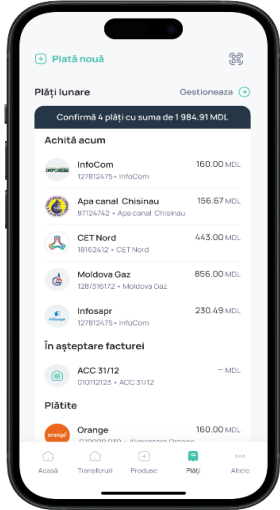 Plată nouă
Plăți lunare
Gestioneaza
Confirmă 4 plăți cu suma de 1 984.91 MDL
Achită acum
InfoCom
160.00 MDL
127812475 • InfoCom
Apa canal Chisinau
156.67 MDL
87124742 • Apa canal Chisinau
CET Nord
443.00 MDL
18162412 • CET Nord
Moldova Gaz
856.00 MDL
128/316172 • Moldova Gaz
Infosapr
230.49 MDL
127812475 • InfoCom
În așteptare facturei
ACC 31/12
— MDL
010112123 • ACC 31/12
Plătite
orange
Orange
160.00 MDL
Acasă
Transferuri
Produse
Plăți
Altele